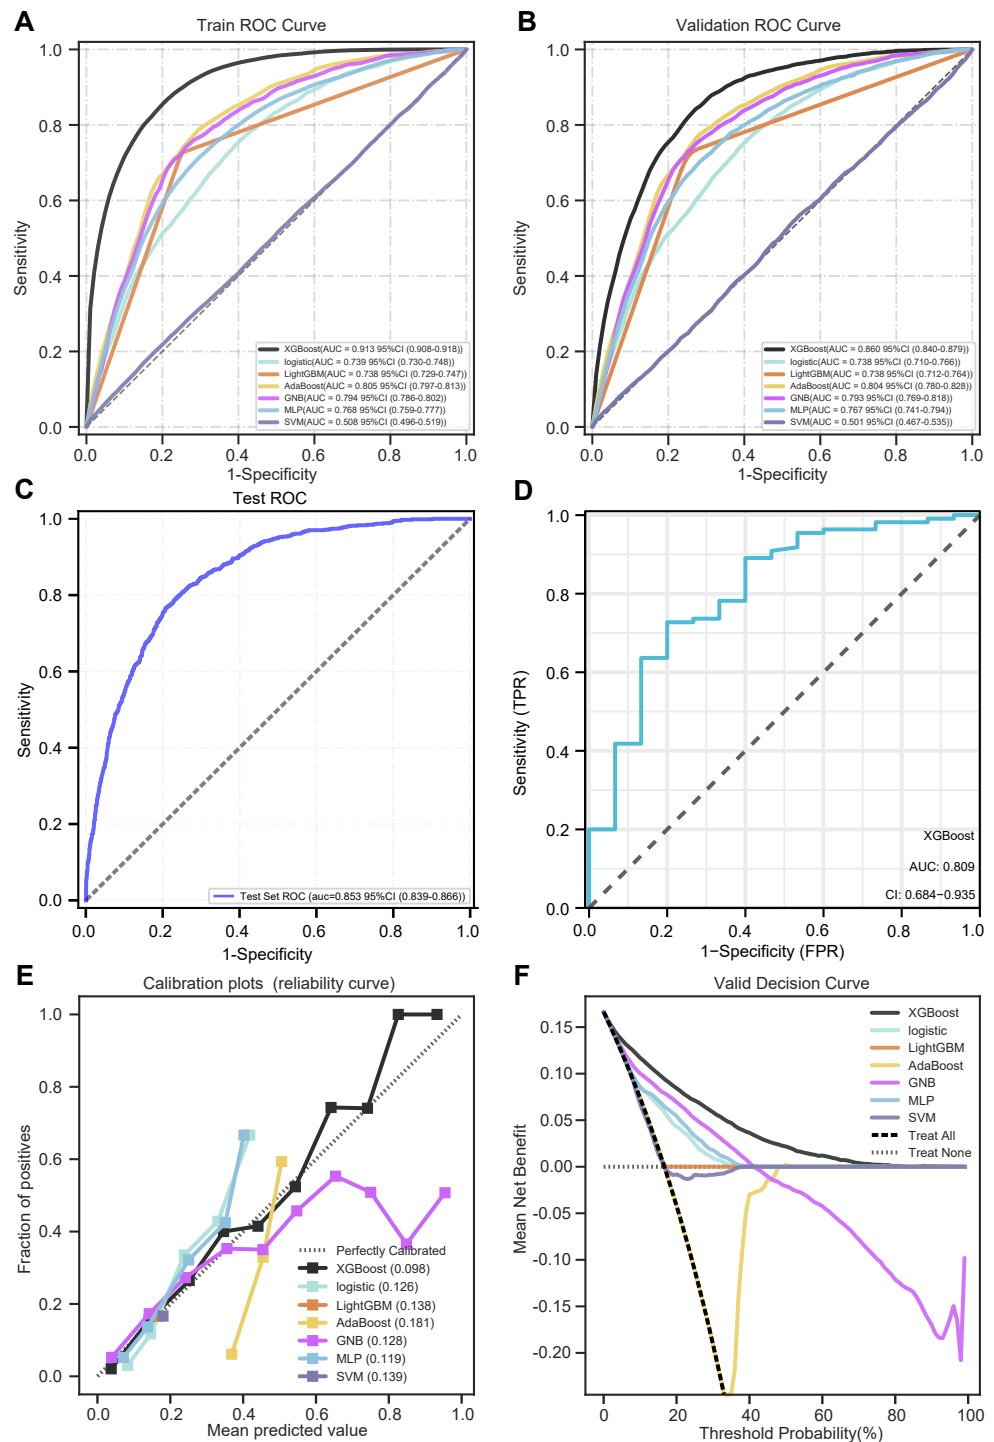 A
Train ROC Curve
1.0
0.8
0.6
0.4
0.2
0.0
Sensitivity
XGBoost(AUC = 0.913 95%CI (0.908-0.918))
logistic(AUC = 0.739 95%CI (0.730-0.748))
LightGBM(AUC = 0.738 95%CI (0.729-0.747))
AdaBoost(AUC = 0.805 95%CI (0.797-0.813))
GNB(AUC = 0.794 95%CI (0.786-0.802))
MLP(AUC = 0.768 95%CI (0.759-0.777))
SVM(AUC = 0.508 95%CI (0.496-0.519))
0.0 0.2 0.4 0.6 0.8 1.0
1-Specificity
B
Validation ROC Curve
1.0
0.8
0.6
0.4
0.2
0.0
Sensitivity
XGBoost(AUC = 0.860 95%CI (0.840-0.879))
logistic(AUC = 0.738 95%CI (0.710-0.766))
LightGBM(AUC = 0.738 95%CI (0.712-0.764))
AdaBoost(AUC = 0.804 95%CI (0.780-0.828))
GNB(AUC = 0.793 95%CI (0.769-0.818))
MLP(AUC = 0.767 95%CI (0.741-0.794))
SVM(AUC = 0.501 95%CI (0.467-0.535))
0.0 0.2 0.4 0.6 0.8 1.0
1-Specificity
C
Test ROC
1.0
0.8
0.6
0.4
0.2
0.0
Sensitivity
Test Set ROC (auc=0.853 95%CI (0.839-0.866))
0.0 0.2 0.4 0.6 0.8 1.0
1-Specificity
D
1.0
0.8
0.6
0.4
0.2
0.0
Sensitivity (TPR)
XGBoost
AUC: 0.809
CI: 0.684−0.935
0.0 0.2 0.4 0.6 0.8 1.0
1−Specificity (FPR)
E
Calibration plots (reliability curve)
1.0
0.8
0.6
0.4
0.2
0.0
Fraction of positives
Perfectly Calibrated
XGBoost (0.098)
logistic (0.126)
LightGBM (0.138)
AdaBoost (0.181)
GNB (0.128)
MLP (0.119)
SVM (0.139)
0.0 0.2 0.4 0.6 0.8 1.0
Mean predicted value
F
Valid Decision Curve
0.15
0.10
0.05
0.00
-0.05
-0.10
-0.15
-0.20
Mean Net Benefit
XGBoost
logistic
LightGBM
AdaBoost
GNB
MLP
SVM
Treat All
Treat None
0 20 40 60 80 100
Threshold Probability(%)